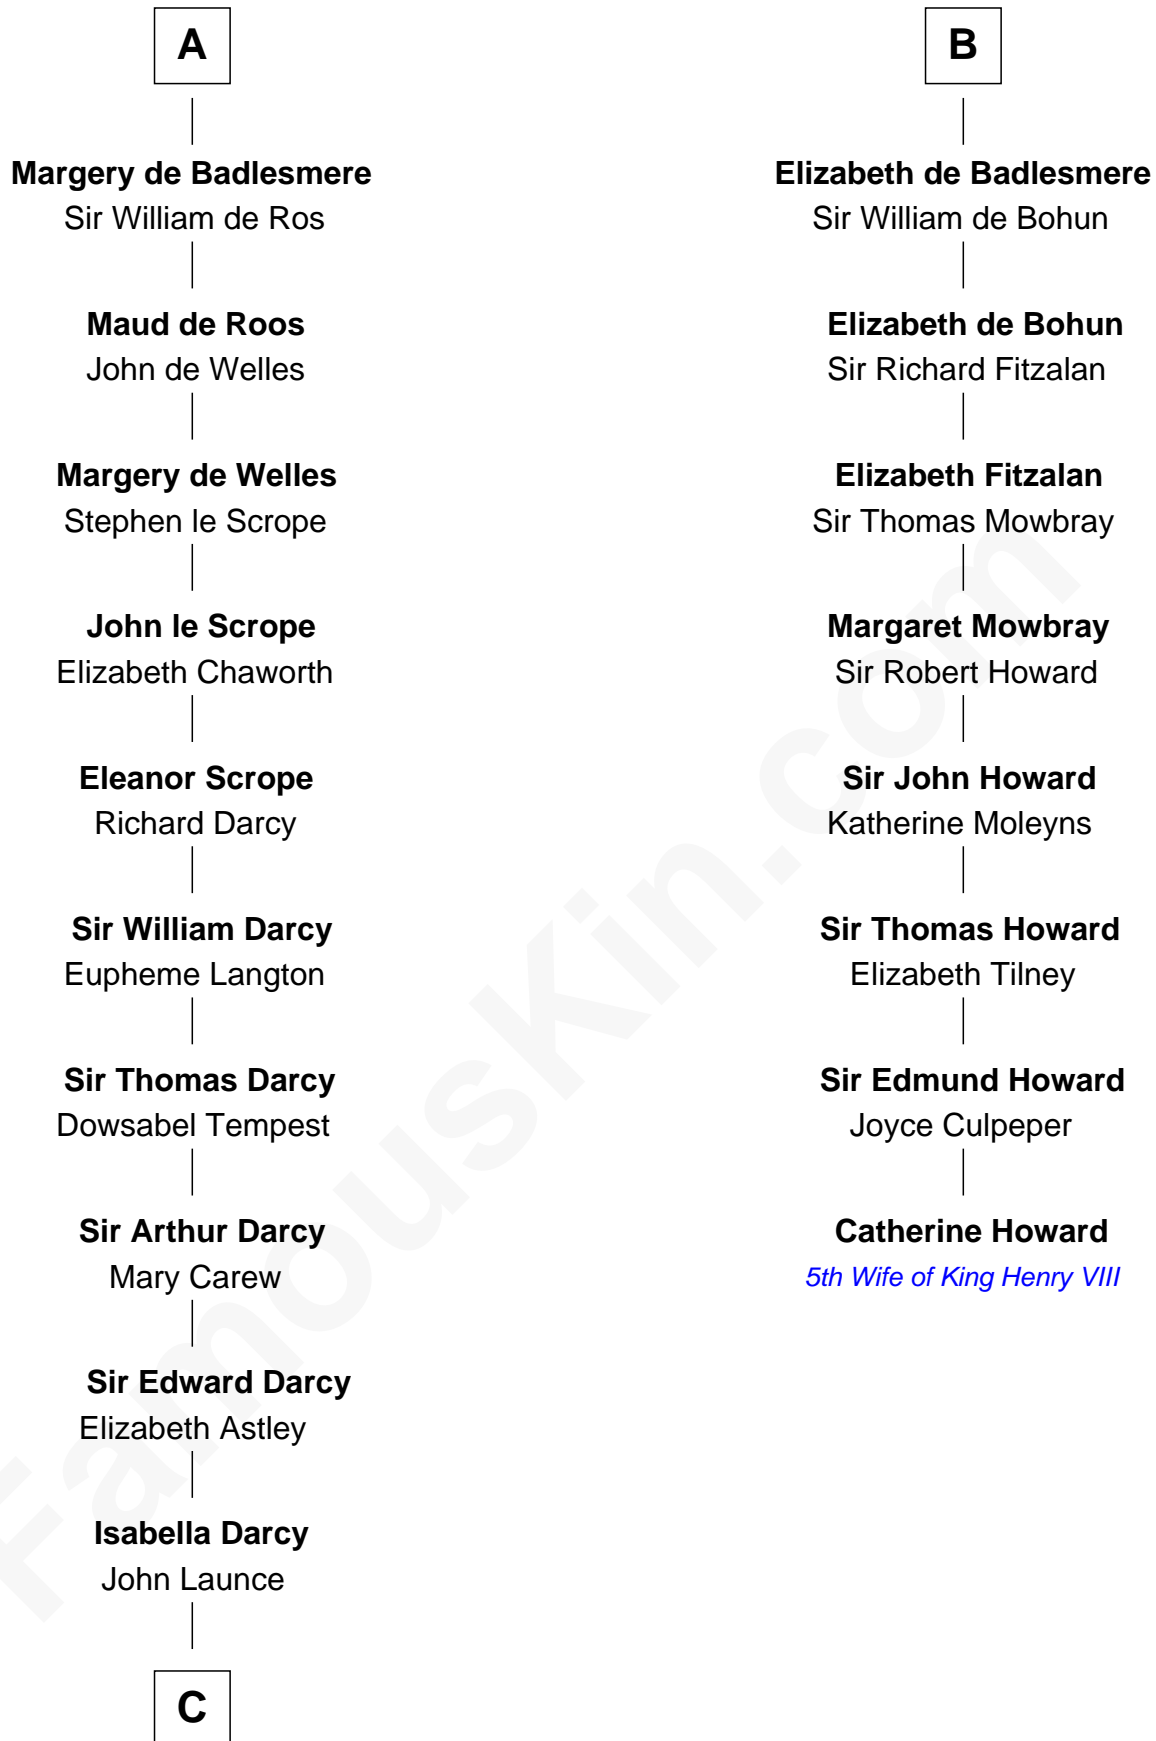 A
Margery de Badlesmere
Sir William de Ros
Maud de Roos
John de Welles
Margery de Welles
Stephen le Scrope
John le Scrope
Elizabeth Chaworth
Eleanor Scrope
Richard Darcy
Sir William Darcy
Eupheme Langton
Sir Thomas Darcy
Dowsabel Tempest
Sir Arthur Darcy
Mary Carew
Sir Edward Darcy
Elizabeth Astley
Isabella Darcy
John Launce
C
B
Elizabeth de Badlesmere
Sir William de Bohun
Elizabeth de Bohun
Sir Richard Fitzalan
Elizabeth Fitzalan
Sir Thomas Mowbray
Margaret Mowbray
Sir Robert Howard
Sir John Howard
Katherine Moleyns
Sir Thomas Howard
Elizabeth Tilney
Sir Edmund Howard
Joyce Culpeper
Catherine Howard
5th Wife of King Henry VIII
FamousKin.com